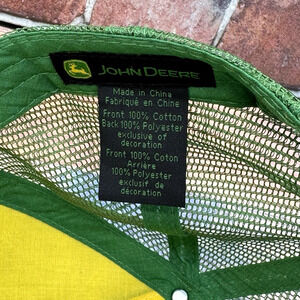 JOHN DEERE
Made in China
Fabriqué en Chine
Front 100% Cotton
Back 100% Polyester
exclusive of
decoration
Front 100% Coton
Arrière
100% Polyester
exclusif de
décoration